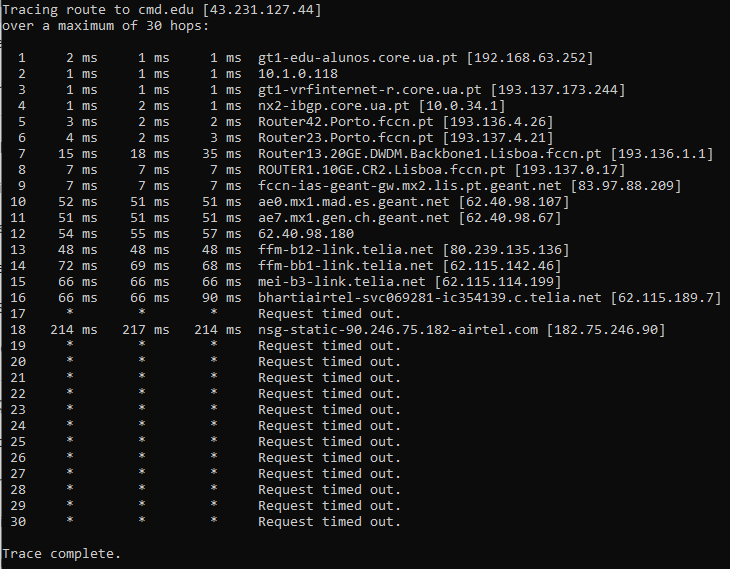 Tracing route to cmd.edu [43.231.127.44]
over a maximum of 30 hops:
1 2 ms 1 ms 1 ms gt1-edu-alunos.core.ua.pt [192.168.63.252]
2 1 ms 1 ms 1 ms 10.1.0.118
3 1 ms 1 ms 1 ms gt1-vrfinternet-r.core.ua.pt [193.137.173.244]
4 1 ms 2 ms 1 ms nx2-ibgp.core.ua.pt [10.0.34.1]
5 3 ms 2 ms 2 ms Router42.Porto.fccn.pt [193.136.4.26]
6 4 ms 2 ms 3 ms Router23.Porto.fccn.pt [193.137.4.21]
7 15 ms 18 ms 35 ms Router13.20GE.DWDM.Backbone1.Lisboa.fccn.pt [193.136.1.1]
8 7 ms 7 ms 7 ms ROUTER1.10GE.CR2.Lisboa.fccn.pt [193.137.0.17]
9 7 ms 7 ms 7 ms fccn-ias-geant-gw.mx2.lis.pt.geant.net [83.97.88.209]
10 52 ms 51 ms 51 ms ae0.mx1.mad.es.geant.net [62.40.98.107]
11 51 ms 51 ms 51 ms ae7.mx1.gen.ch.geant.net [62.40.98.67]
12 54 ms 55 ms 57 ms 62.40.98.180
13 48 ms 48 ms 48 ms ffm-b12-link.telia.net [80.239.135.136]
14 72 ms 69 ms 68 ms ffm-bb1-link.telia.net [62.115.142.46]
15 66 ms 66 ms 66 ms mei-b3-link.telia.net [62.115.114.199]
16 66 ms 66 ms 90 ms bhartiairtel-svc069281-ic354139.c.telia.net [62.115.189.7]
17 * * * Request timed out.
18 214 ms 217 ms 214 ms nsg-static-90.246.75.182-airtel.com [182.75.246.90]
19 * * * Request timed out.
20 * * * Request timed out.
21 * * * Request timed out.
22 * * * Request timed out.
23 * * * Request timed out.
24 * * * Request timed out.
25 * * * Request timed out.
26 * * * Request timed out.
27 * * * Request timed out.
28 * * * Request timed out.
29 * * * Request timed out.
30 * * * Request timed out.
Trace complete.